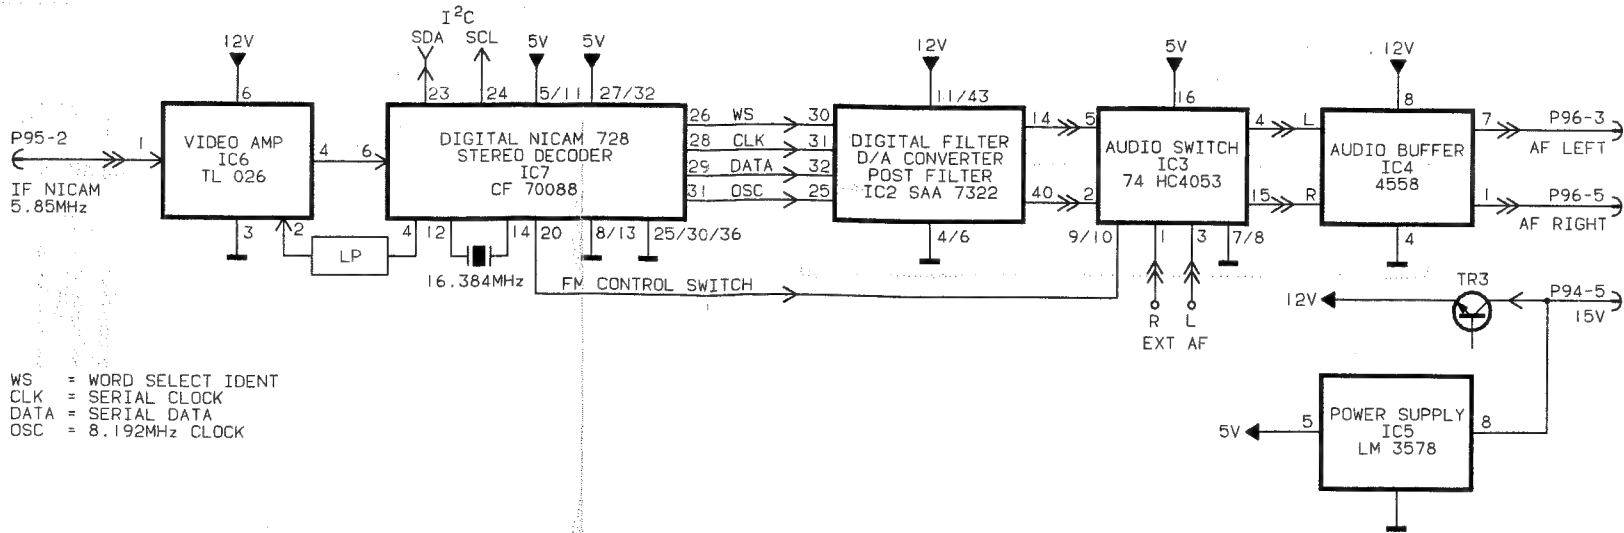 I²C
SDA SCL
12V
5V
5V
12V
5V
12V
6
23
24
5/11
27/32
11/43
16
8
P95-2
1
IF NICAM
5.85MHz
VIDEO AMP
IC6
TL 026
4
6
DIGITAL NICAM 728
STEREO DECODER
IC7
CF 70088
26 WS 30
28 CLK 31
29 DATA 32
31 OSC 25
DIGITAL FILTER
D/A CONVERTER
POST FILTER
IC2 SAA 7322
14 5
40 2
AUDIO SWITCH
IC3
74 HC4053
4 L
15 R
AUDIO BUFFER
IC4
4558
7 P96-3
AF LEFT
1 P96-5
AF RIGHT
3
2
LP
4
12
14
20
8/13
25/30/36
4/6
9/10
1
3
7/8
4
16.384MHz
FM CONTROL SWITCH
R L
EXT AF
TR3
12V
P94-5
15V
WS = WORD SELECT IDENT
CLK = SERIAL CLOCK
DATA = SERIAL DATA
OSC = 8.192MHz CLOCK
5V
5
POWER SUPPLY
IC5
LM 3578
8